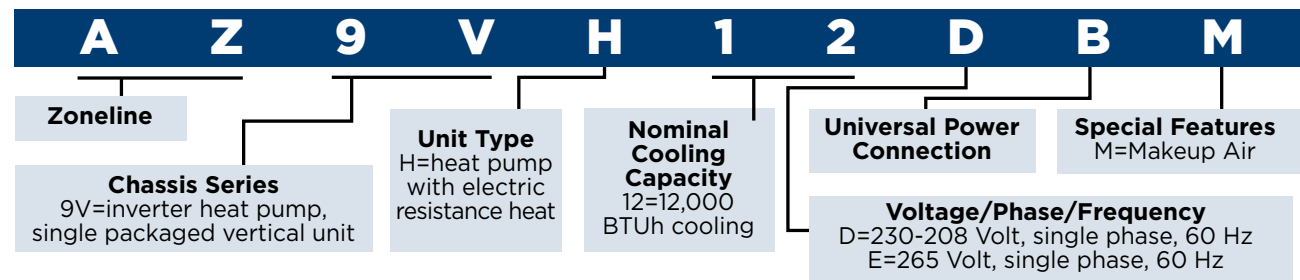 A Z 9 V H 1 2 D B M
Zoneline
Chassis Series
9V=inverter heat pump,
single packaged vertical unit
Unit Type
H=heat pump
with electric
resistance heat
Nominal
Cooling
Capacity
12=12,000
BTUh cooling
Universal Power
Connection
Special Features
M=Makeup Air
Voltage/Phase/Frequency
D=230-208 Volt, single phase, 60 Hz
E=265 Volt, single phase, 60 Hz